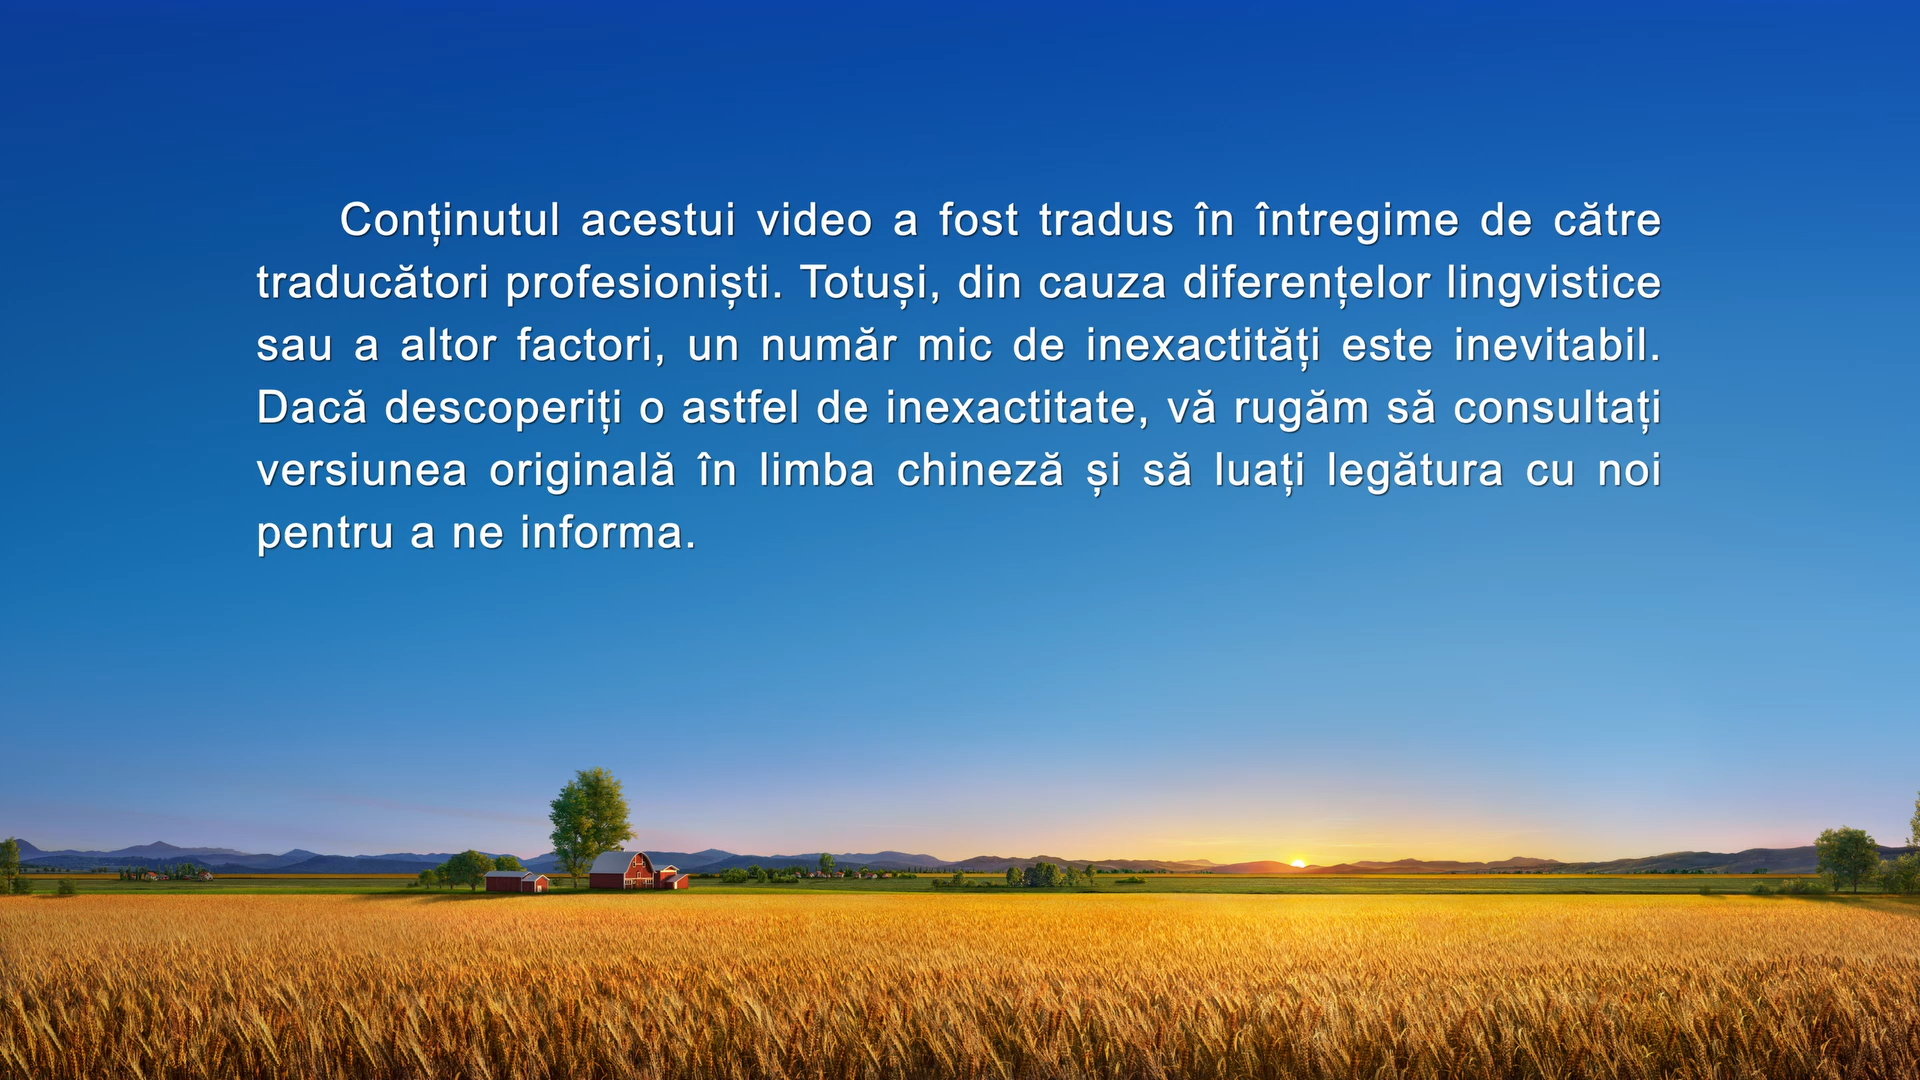 Conținutul acestui video a fost tradus în întregime de către
traducători profesioniști. Totuși, din cauza diferențelor lingvistice
sau a altor factori, un număr mic de inexactități este inevitabil.
Dacă descoperiți o astfel de inexactitate, vă rugăm să consultați
versiunea originală în limba chineză și să luați legătura cu noi
pentru a ne informa.